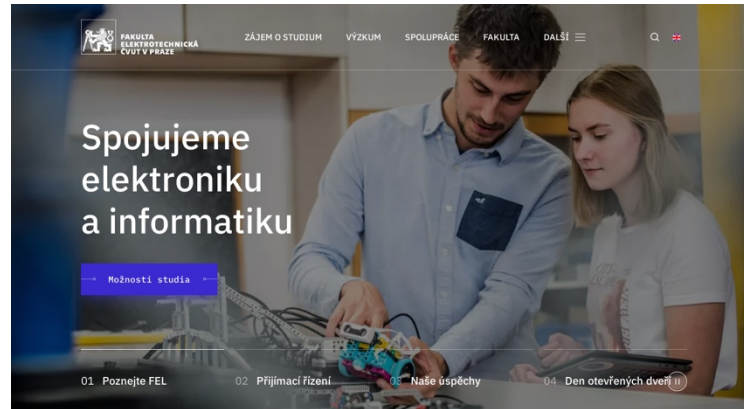 FAKULTA
ELEKTROTECHNICKÁ
ČVUT V PRAZE
ZÁJEM O STUDIUM
VÝZKUM
SPOLUPRÁCE
FAKULTA
DALŠÍ
Spojujeme
elektroniku
a informatiku
Možnosti studia
01 Poznejte FEL
02 Přijímací řízení
03 Naše úspěchy
04 Den otevřených dveří